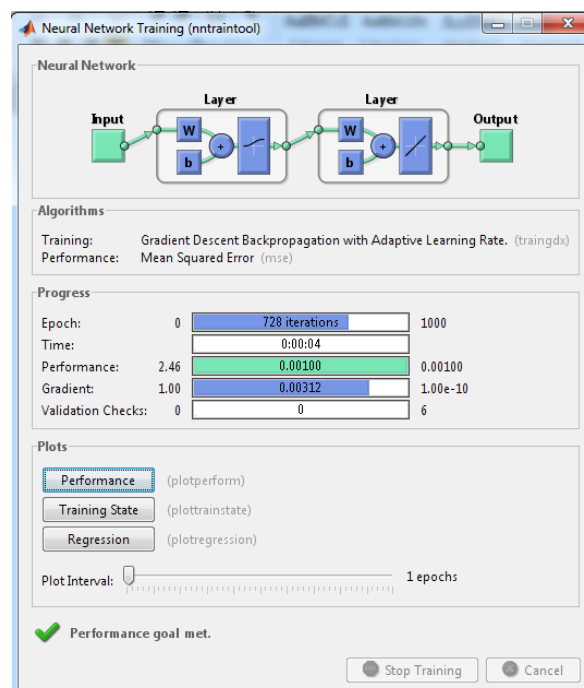 Neural Network Training (nntraintool)
Neural Network
Layer Layer
Input Output
W W
+ +
b b
Algorithms
Training: Gradient Descent Backpropagation with Adaptive Learning Rate. (traingdx)
Performance: Mean Squared Error (mse)
Progress
Epoch: 0 728 iterations 1000
Time: 0:00:04
Performance: 2.46 0.00100 0.00100
Gradient: 1.00 0.00312 1.00e-10
Validation Checks: 0 0 6
Plots
Performance (plotperform)
Training State (plottrainstate)
Regression (plotregression)
Plot Interval: 1 epochs
Performance goal met.
Stop Training Cancel